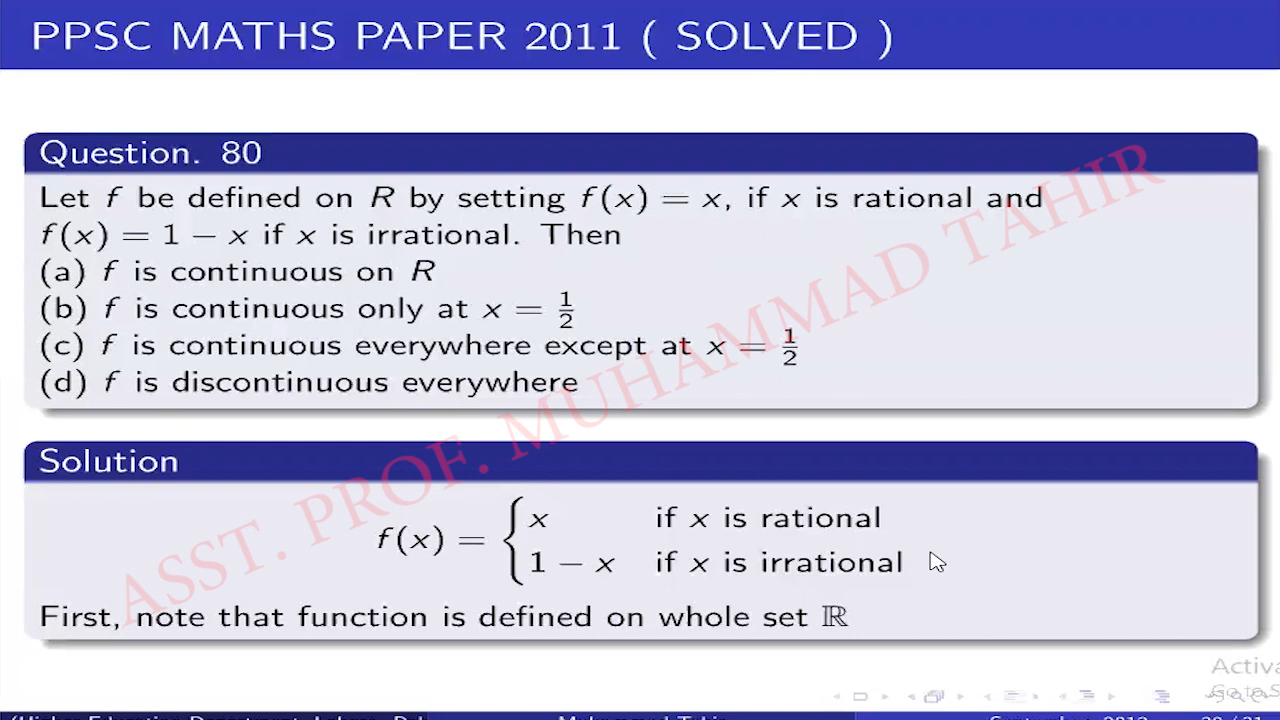 PPSC MATHS PAPER 2011 ( SOLVED )
Question. 80
Let f be defined on R by setting f(x) = x, if x is rational and
f(x) = 1 − x if x is irrational. Then
(a) f is continuous on R
(b) f is continuous only at x = 1/2
(c) f is continuous everywhere except at x = 1/2
(d) f is discontinuous everywhere
ASST. PROF. MUHAMMAD TAHIR
Solution
f(x) = { x if x is rational
1 − x if x is irrational
First, note that function is defined on whole set ℝ
Activa
Go to S